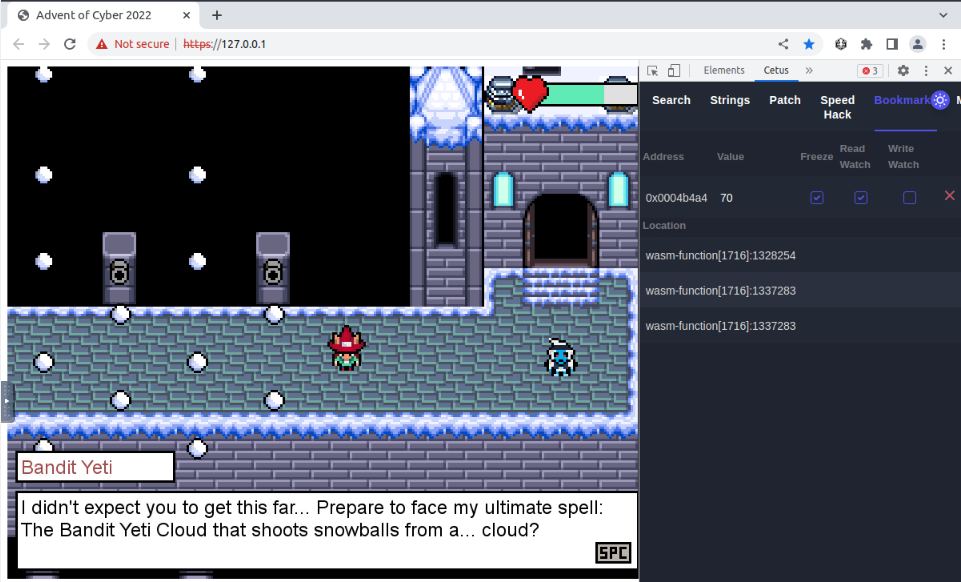 Advent of Cyber 2022
Not secure https://127.0.0.1
Elements Cetus 3
Search Strings Patch Speed Hack Bookmark M
Address Value Freeze Read Watch Write Watch
0x0004b4a4 70
Location
wasm-function[1716]:1328254
wasm-function[1716]:1337283
wasm-function[1716]:1337283
Bandit Yeti
I didn't expect you to get this far... Prepare to face my ultimate spell:
The Bandit Yeti Cloud that shoots snowballs from a... cloud?
SPC